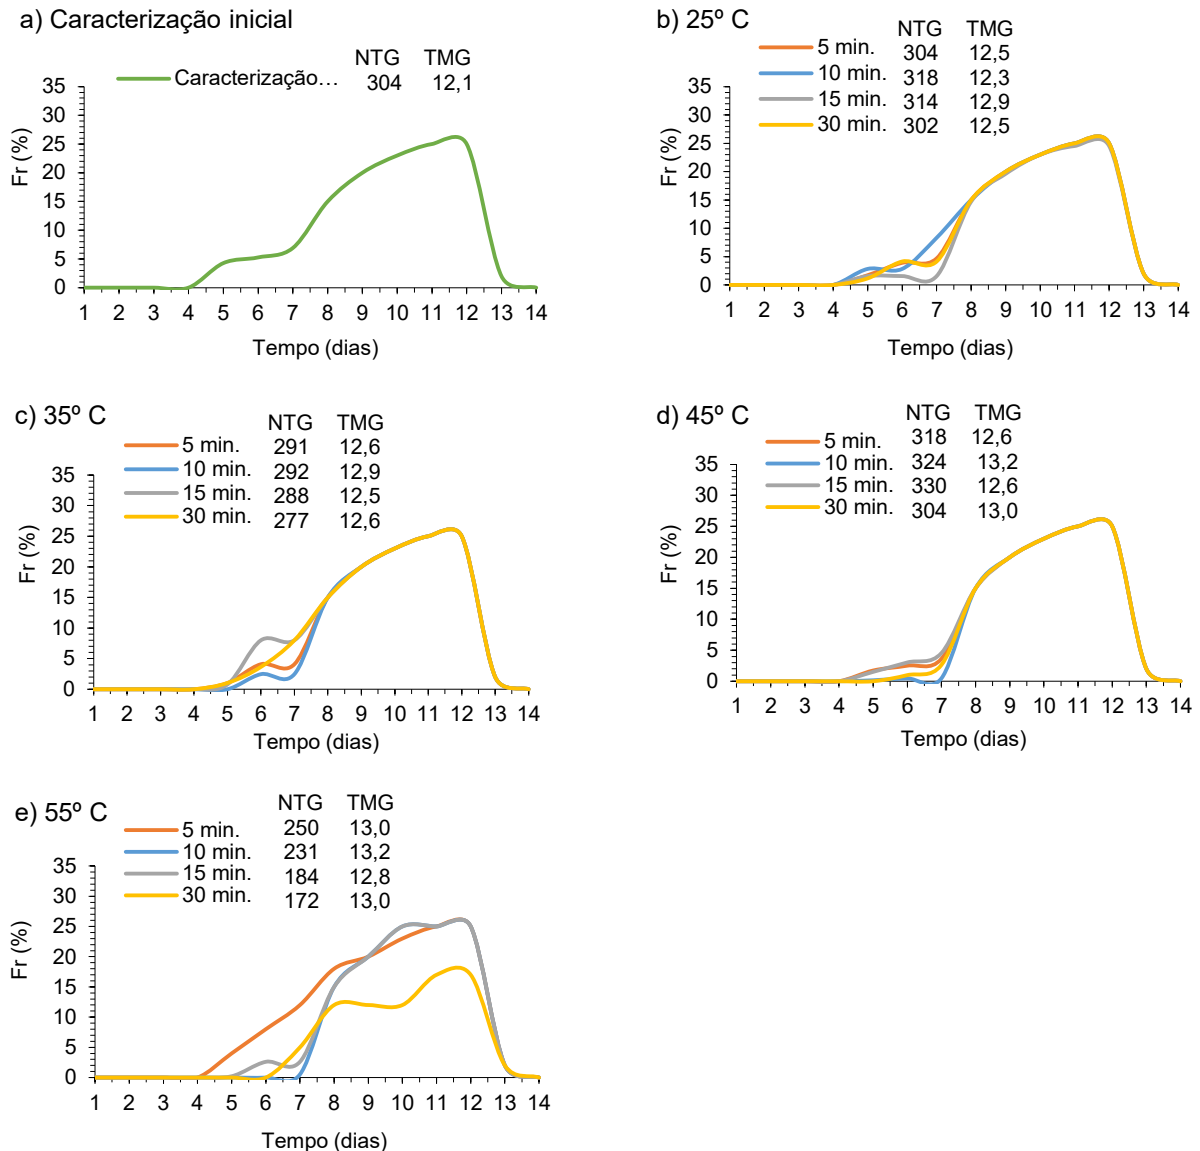 a) Caracterização inicial
NTG TMG
Caracterização… 304 12,1
35
30
25
20
15
10
5
0
Fr (%)
1 2 3 4 5 6 7 8 9 10 11 12 13 14
Tempo (dias)
b) 25º C
NTG TMG
5 min. 304 12,5
10 min. 318 12,3
15 min. 314 12,9
30 min. 302 12,5
35
30
25
20
15
10
5
0
Fr (%)
1 2 3 4 5 6 7 8 9 10 11 12 13 14
Tempo (dias)
c) 35º C
NTG TMG
5 min. 291 12,6
10 min. 292 12,9
15 min. 288 12,5
30 min. 277 12,6
35
30
25
20
15
10
5
0
Fr (%)
1 2 3 4 5 6 7 8 9 10 11 12 13 14
Tempo (dias)
d) 45º C
NTG TMG
5 min. 318 12,6
10 min. 324 13,2
15 min. 330 12,6
30 min. 304 13,0
35
30
25
20
15
10
5
0
Fr (%)
1 2 3 4 5 6 7 8 9 10 11 12 13 14
Tempo (dias)
e) 55º C
NTG TMG
5 min. 250 13,0
10 min. 231 13,2
15 min. 184 12,8
30 min. 172 13,0
35
30
25
20
15
10
5
0
Fr (%)
1 2 3 4 5 6 7 8 9 10 11 12 13 14
Tempo (dias)